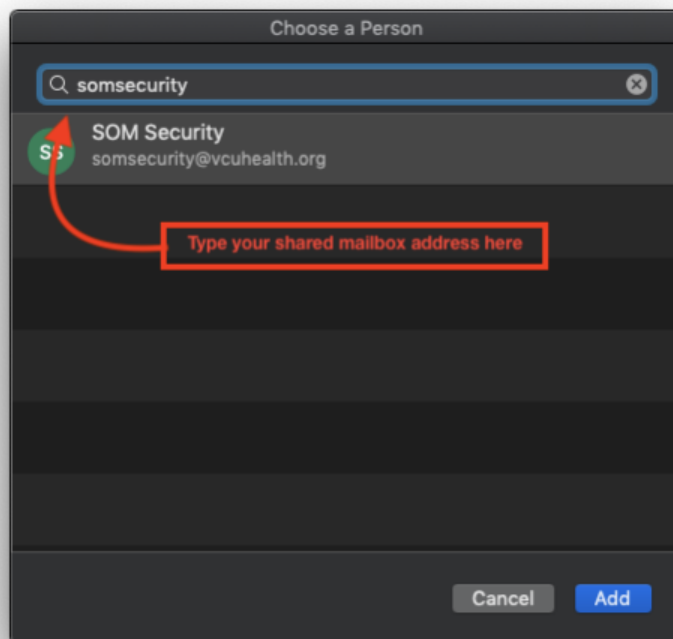 Choose a Person
somsecurity
SS
SOM Security
somsecurity@vcuhealth.org
Type your shared mailbox address here
Cancel
Add